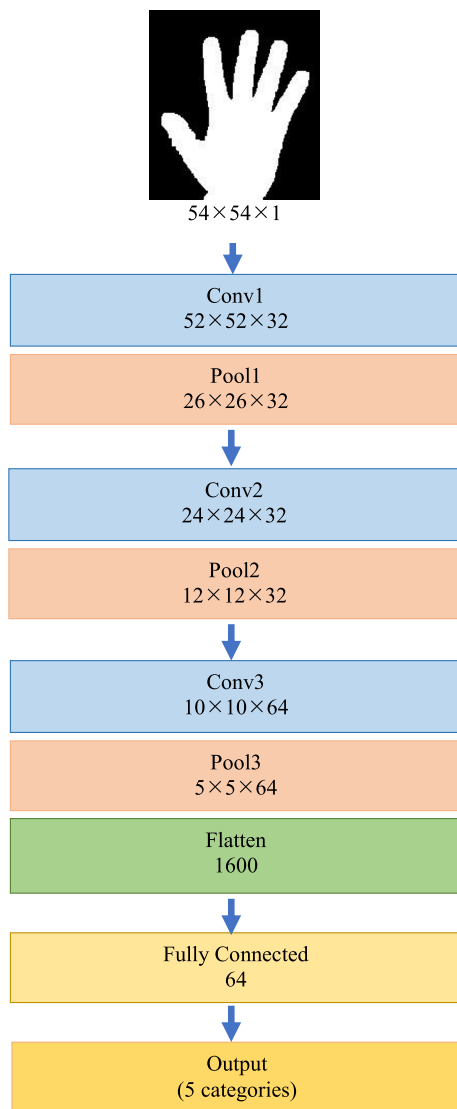 54×54×1
Conv1
52×52×32
Pool1
26×26×32
Conv2
24×24×32
Pool2
12×12×32
Conv3
10×10×64
Pool3
5×5×64
Flatten
1600
Fully Connected
64
Output
(5 categories)